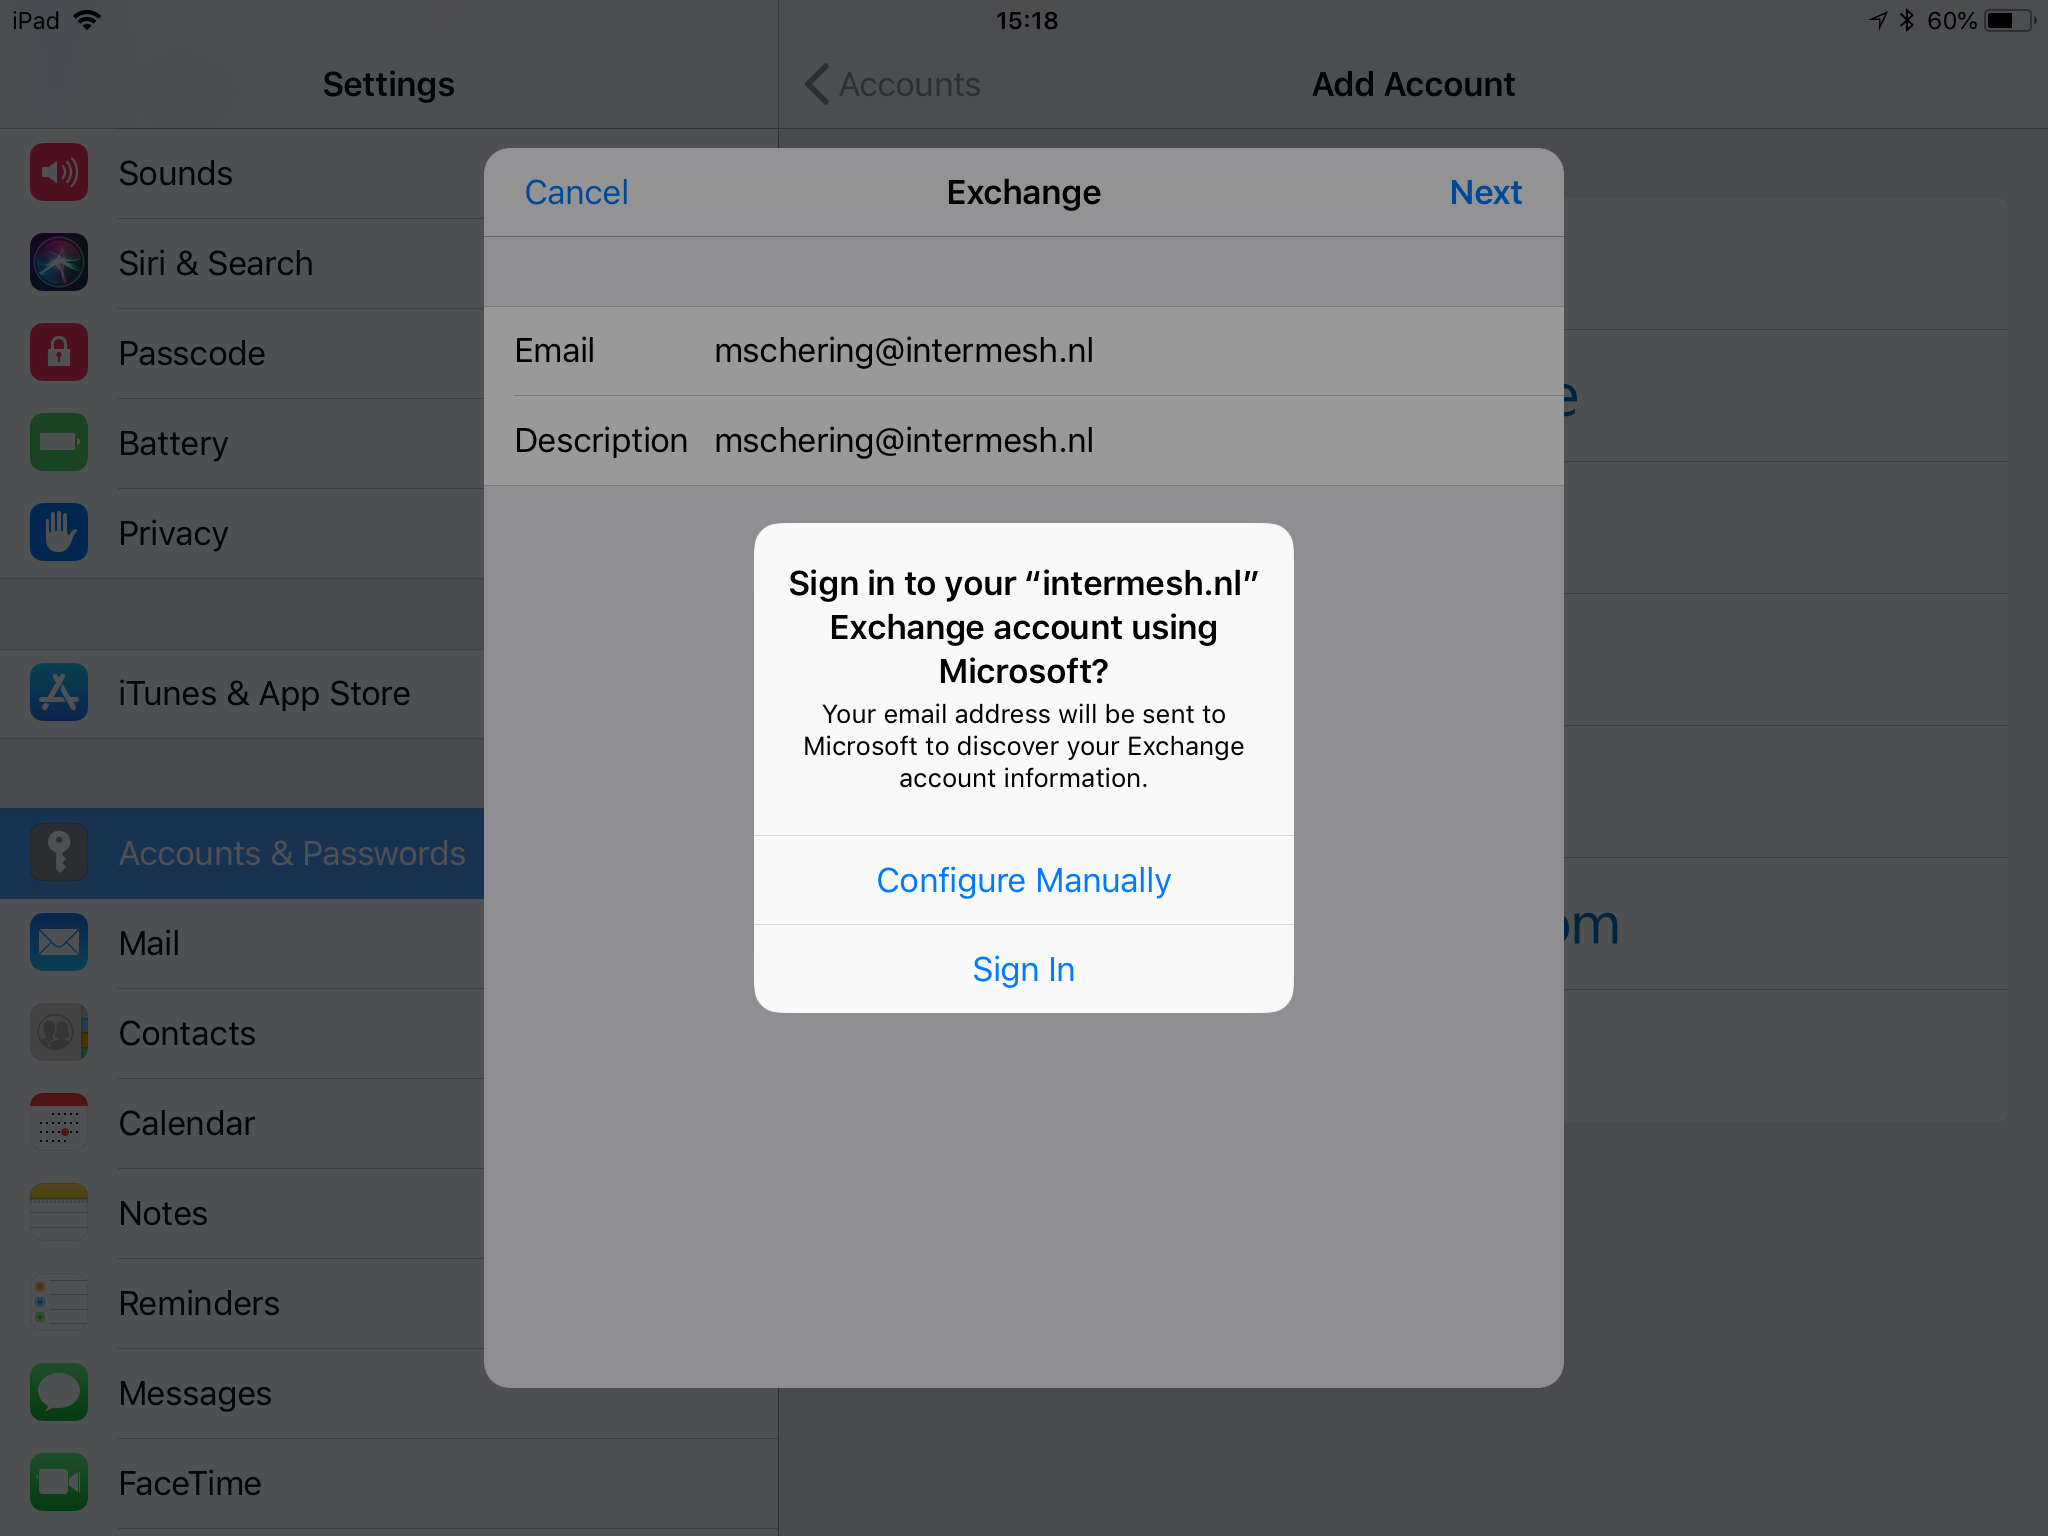 iPad
15:18
60%
Settings
Accounts
Add Account
Sounds
Siri & Search
Passcode
Battery
Privacy
iTunes & App Store
Accounts & Passwords
Mail
Contacts
Calendar
Notes
Reminders
Messages
FaceTime
Cancel
Exchange
Next
Email mschering@intermesh.nl
Description mschering@intermesh.nl
Sign in to your “intermesh.nl”
Exchange account using
Microsoft?
Your email address will be sent to
Microsoft to discover your Exchange
account information.
Configure Manually
Sign In